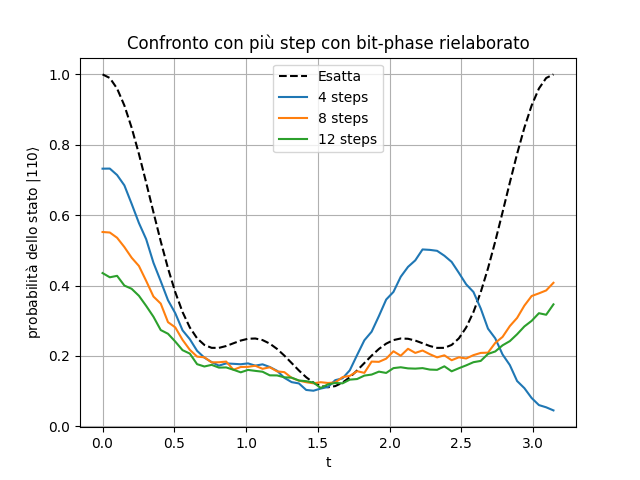 Confronto con più step con bit-phase rielaborato
Esatta
4 steps
8 steps
12 steps
probabilità dello stato |110⟩
1.0
0.8
0.6
0.4
0.2
0.0
0.0 0.5 1.0 1.5 2.0 2.5 3.0
t